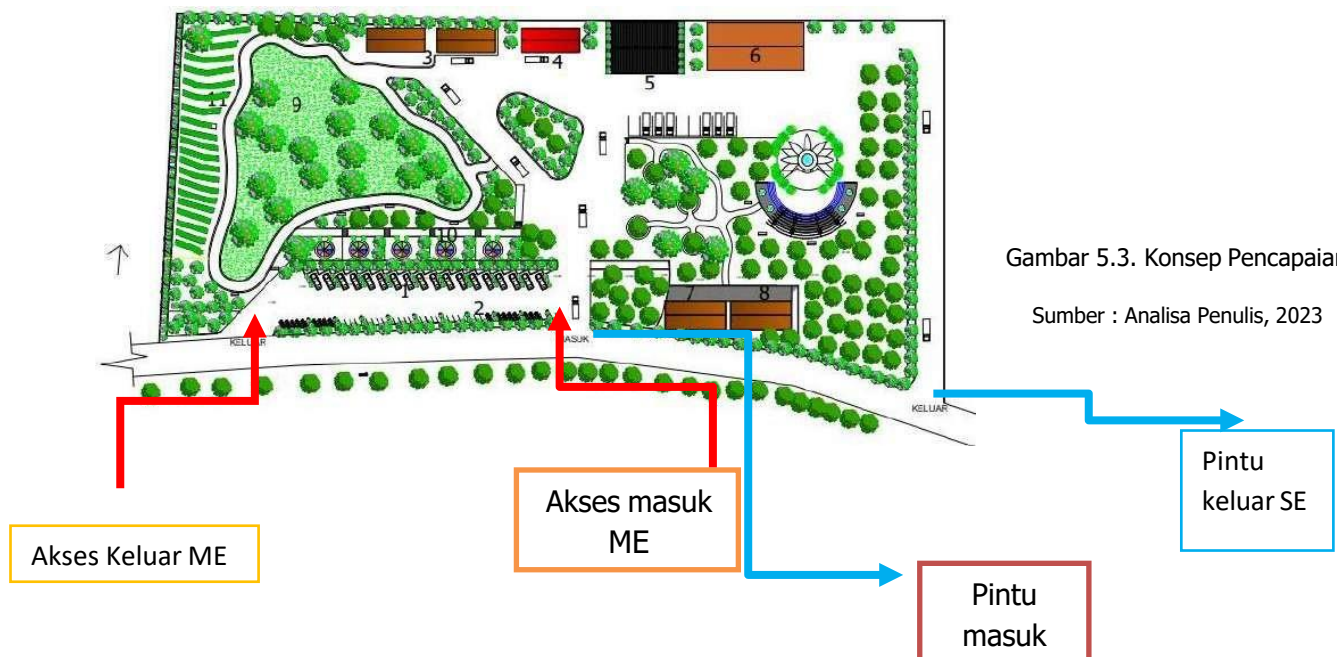 3
4
5
6
11
9
10
1
2
7
8
KELUAR
MASUK
KELUAR
Gambar 5.3. Konsep Pencapaian
Sumber : Analisa Penulis, 2023
Akses Keluar ME
Akses masuk
ME
Pintu
keluar SE
Pintu
masuk